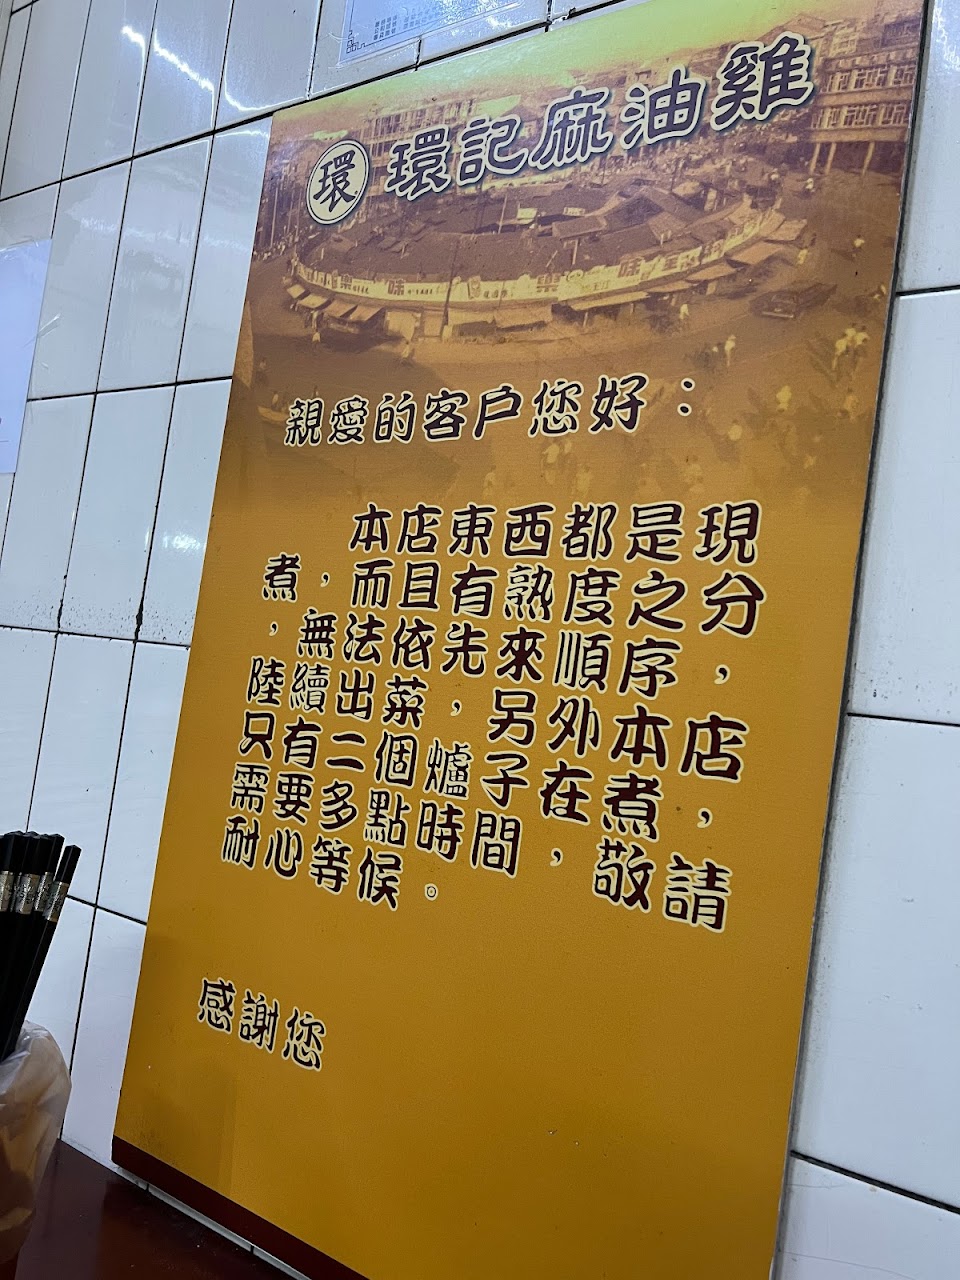 環 環記麻油雞
親愛的客戶您好：
本店東西都是現
煮，而且有熟度之分
，無法依先來順序，
陸續出菜，另外本店
只有二個爐子在煮，
需要多點時間，敬請
耐心等候。
感謝您